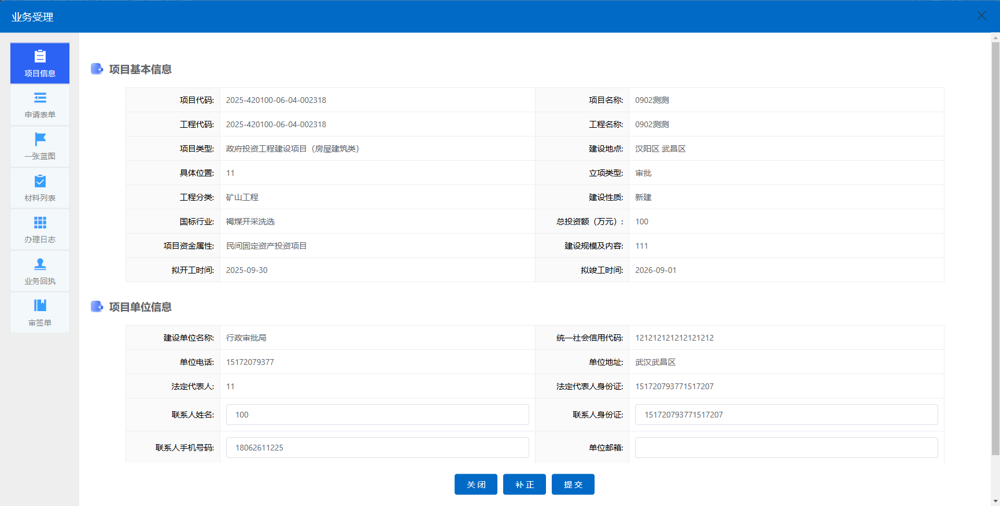 业务受理
项目信息
申请表单
一张蓝图
材料列表
办理日志
业务回执
审签单
项目基本信息
项目代码: 2025-420100-06-04-002318 项目名称: 0902测测
工程代码: 2025-420100-06-04-002318 工程名称: 0902测测
项目类型: 政府投资工程建设项目（房屋建筑类） 建设地点: 汉阳区 武昌区
具体位置: 11 立项类型: 审批
工程分类: 矿山工程 建设性质: 新建
国标行业: 褐煤开采洗选 总投资额（万元）: 100
项目资金属性: 民间固定资产投资项目 建设规模及内容: 111
拟开工时间: 2025-09-30 拟竣工时间: 2026-09-01
项目单位信息
建设单位名称: 行政审批局 统一社会信用代码: 121212121212121212
单位电话: 15172079377 单位地址: 武汉武昌区
法定代表人: 11 法定代表人身份证: 151720793771517207
联系人姓名: 100 联系人身份证: 151720793771517207
联系人手机号码: 18062611225 单位邮箱:
关闭 补正 提交